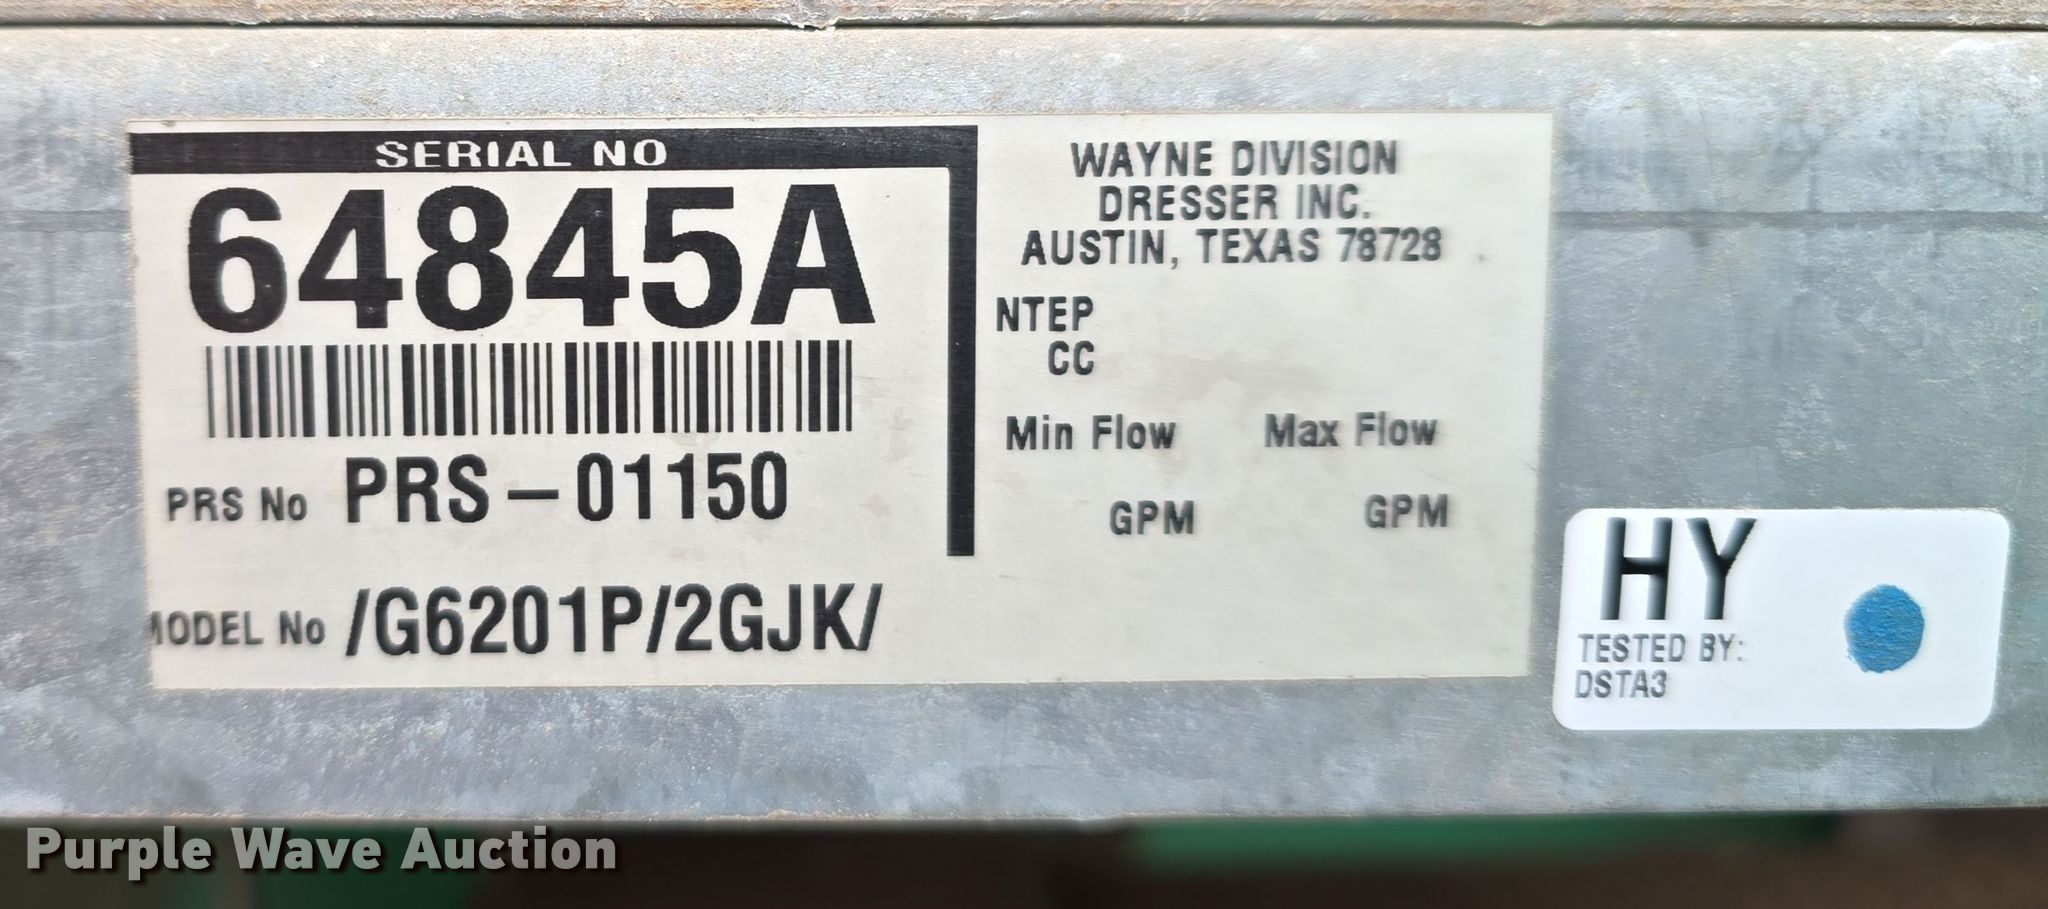 SERIAL NO
64845A
PRS No PRS-01150
MODEL No /G6201P/2GJK/
WAYNE DIVISION
DRESSER INC.
AUSTIN, TEXAS 78728
NTEP
CC
Min Flow Max Flow
GPM GPM
HY
TESTED BY:
DSTA3
Purple Wave Auction